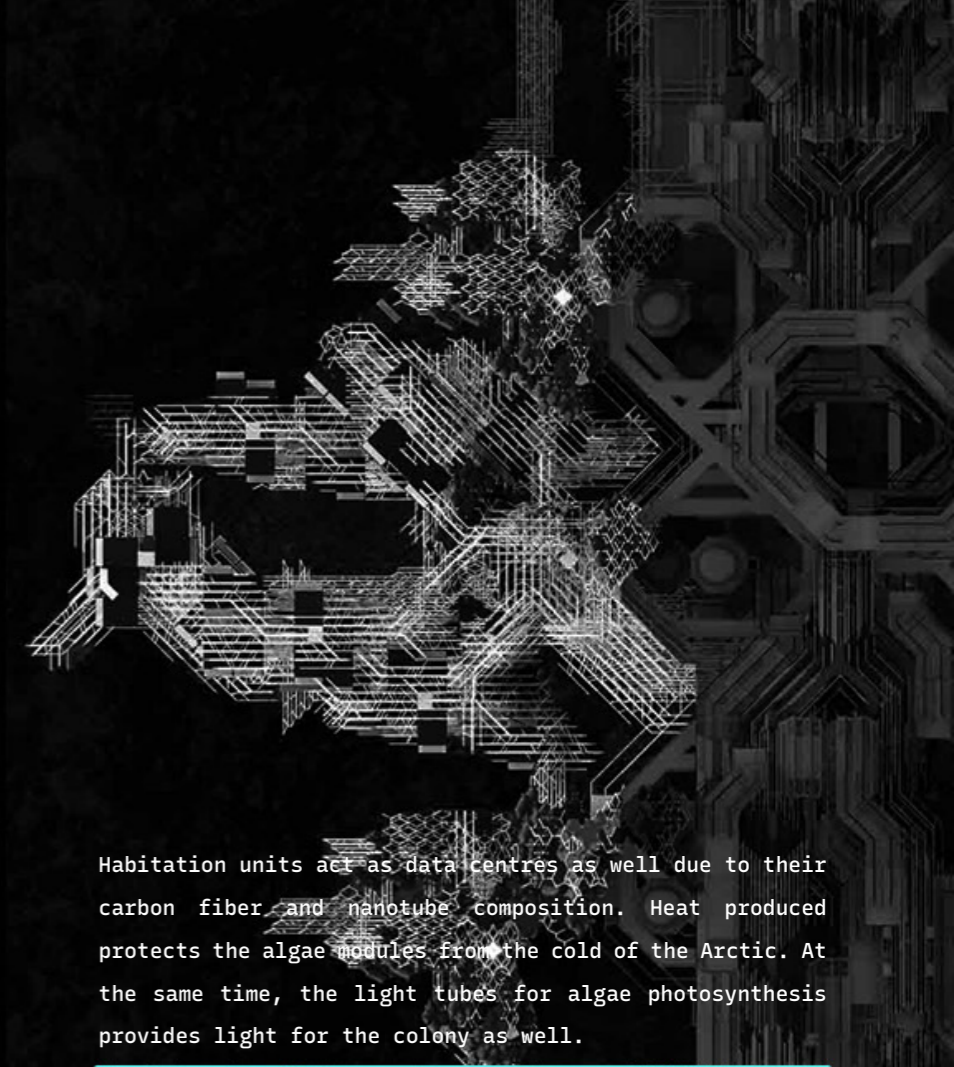 Habitation units act as data centres as well due to their
carbon fiber and nanotube composition. Heat produced
protects the algae modules from the cold of the Arctic. At
the same time, the light tubes for algae photosynthesis
provides light for the colony as well.